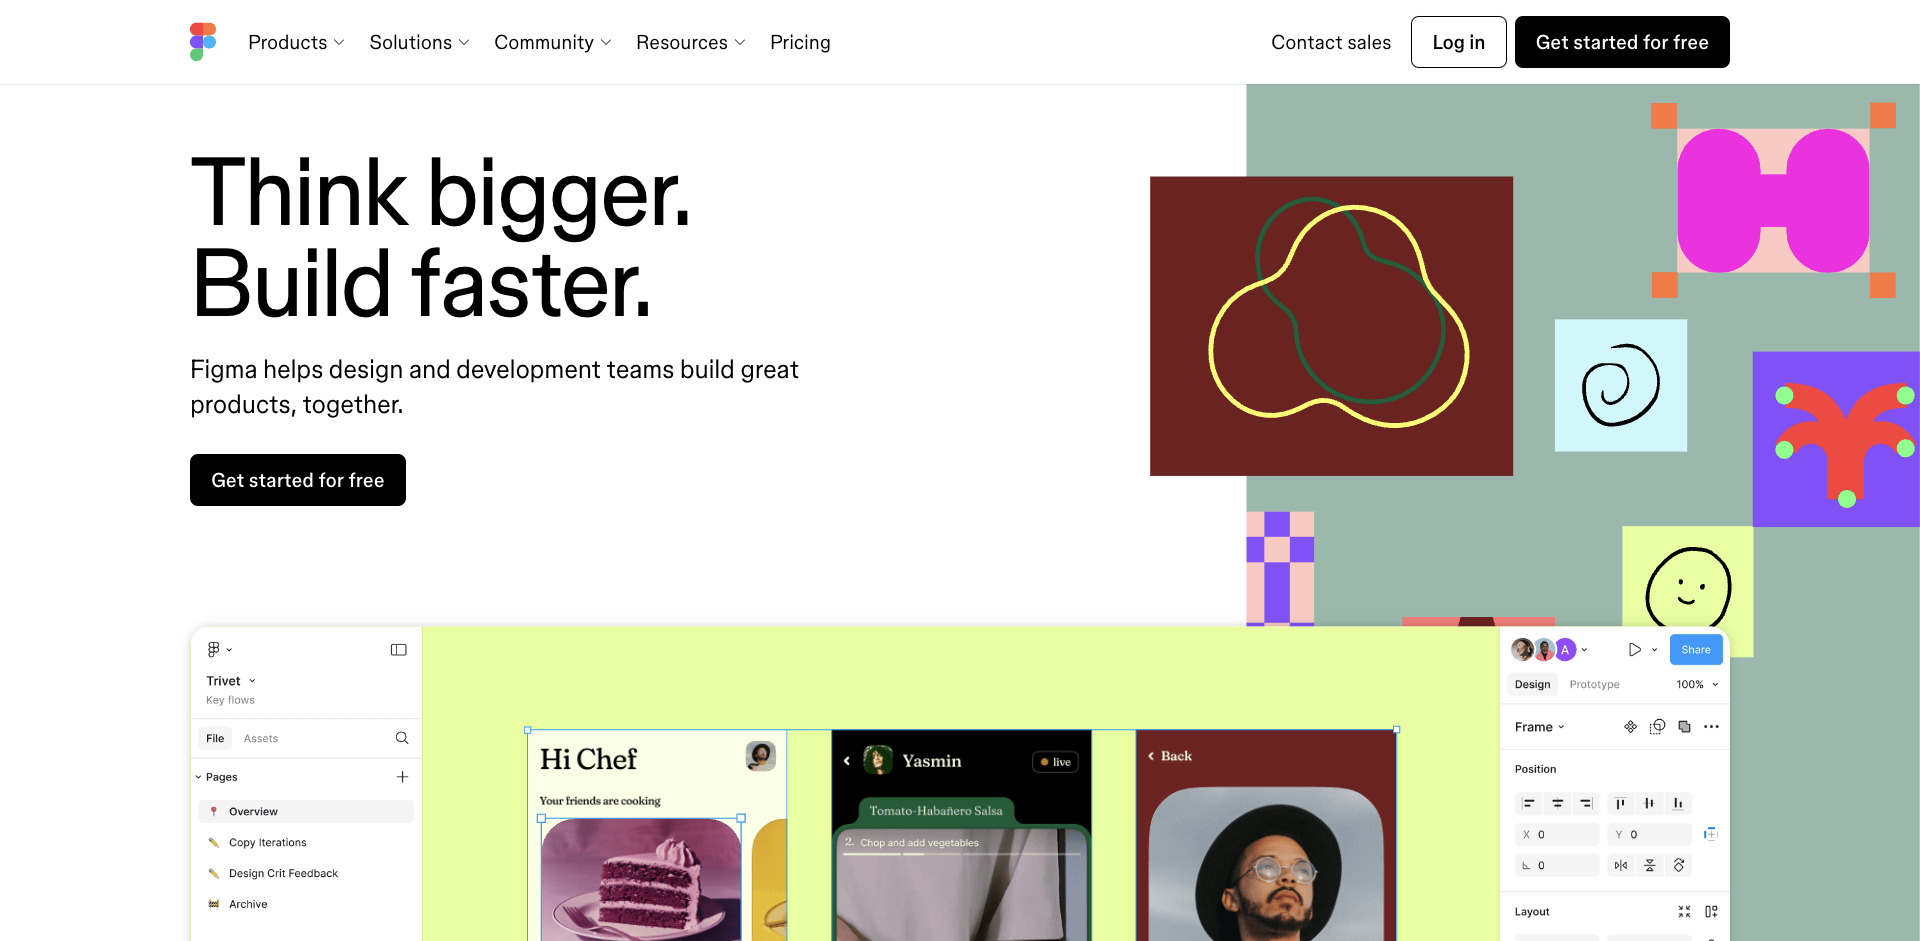 Products
Solutions
Community
Resources
Pricing
Contact sales
Log in
Get started for free
Think bigger.
Build faster.
Figma helps design and development teams build great
products, together.
Get started for free
Trivet
Key flows
File
Assets
Pages
Overview
Copy Iterations
Design Crit Feedback
Archive
Hi Chef
Your friends are cooking
Yasmin
live
Tomato-Habañero Salsa
2. Chop and add vegetables
Back
A
Share
Design
Prototype
100%
Frame
Position
X 0
Y 0
0
Layout